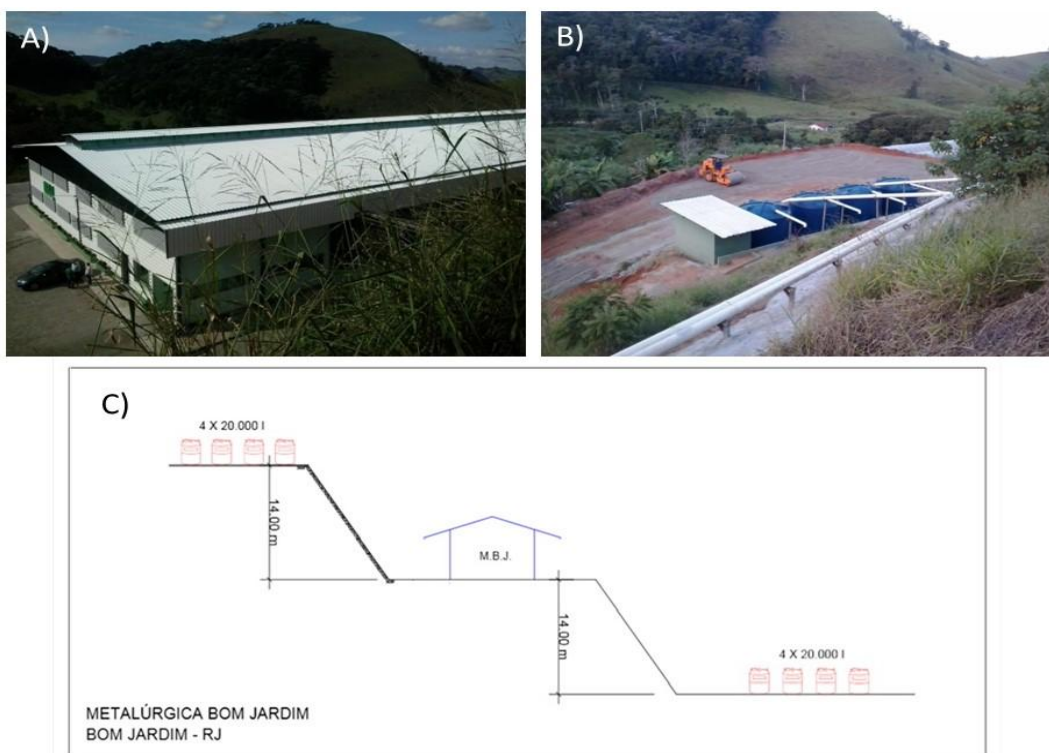 A)
B)
C)
4 X 20.000 l
14.00 m
M.B.J.
14.00 m
4 X 20.000 l
METALÚRGICA BOM JARDIM
BOM JARDIM - RJ